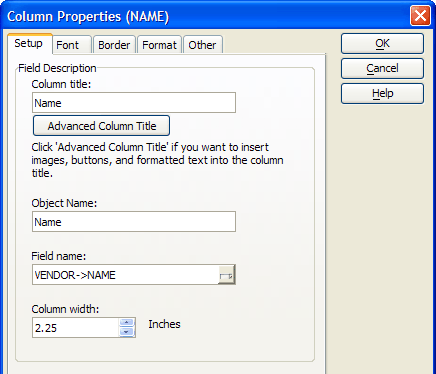 Column Properties (NAME)
Setup Font Border Format Other
OK
Cancel
Help
Field Description
Column title:
Name
Advanced Column Title
Click 'Advanced Column Title' if you want to insert
images, buttons, and formatted text into the column
title.
Object Name:
Name
Field name:
VENDOR->NAME
Column width:
2.25 Inches